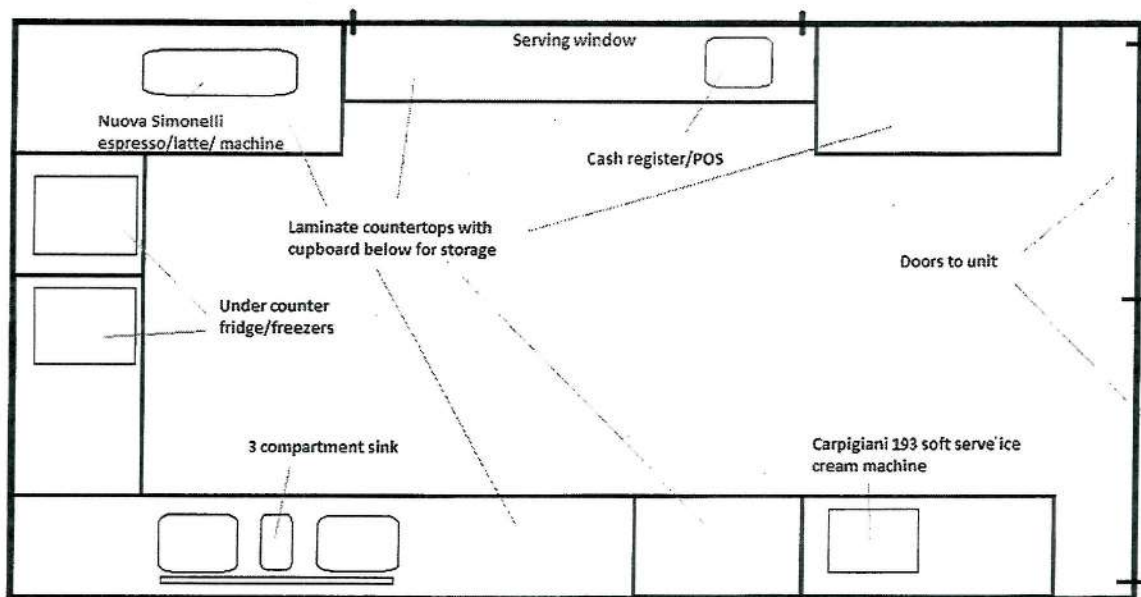 Serving window
Nuova Simonelli
espresso/latte/ machine
Cash register/POS
Laminate countertops with
cupboard below for storage
Doors to unit
Under counter
fridge/freezers
3 compartment sink
Carpigiani 193 soft serve ice
cream machine